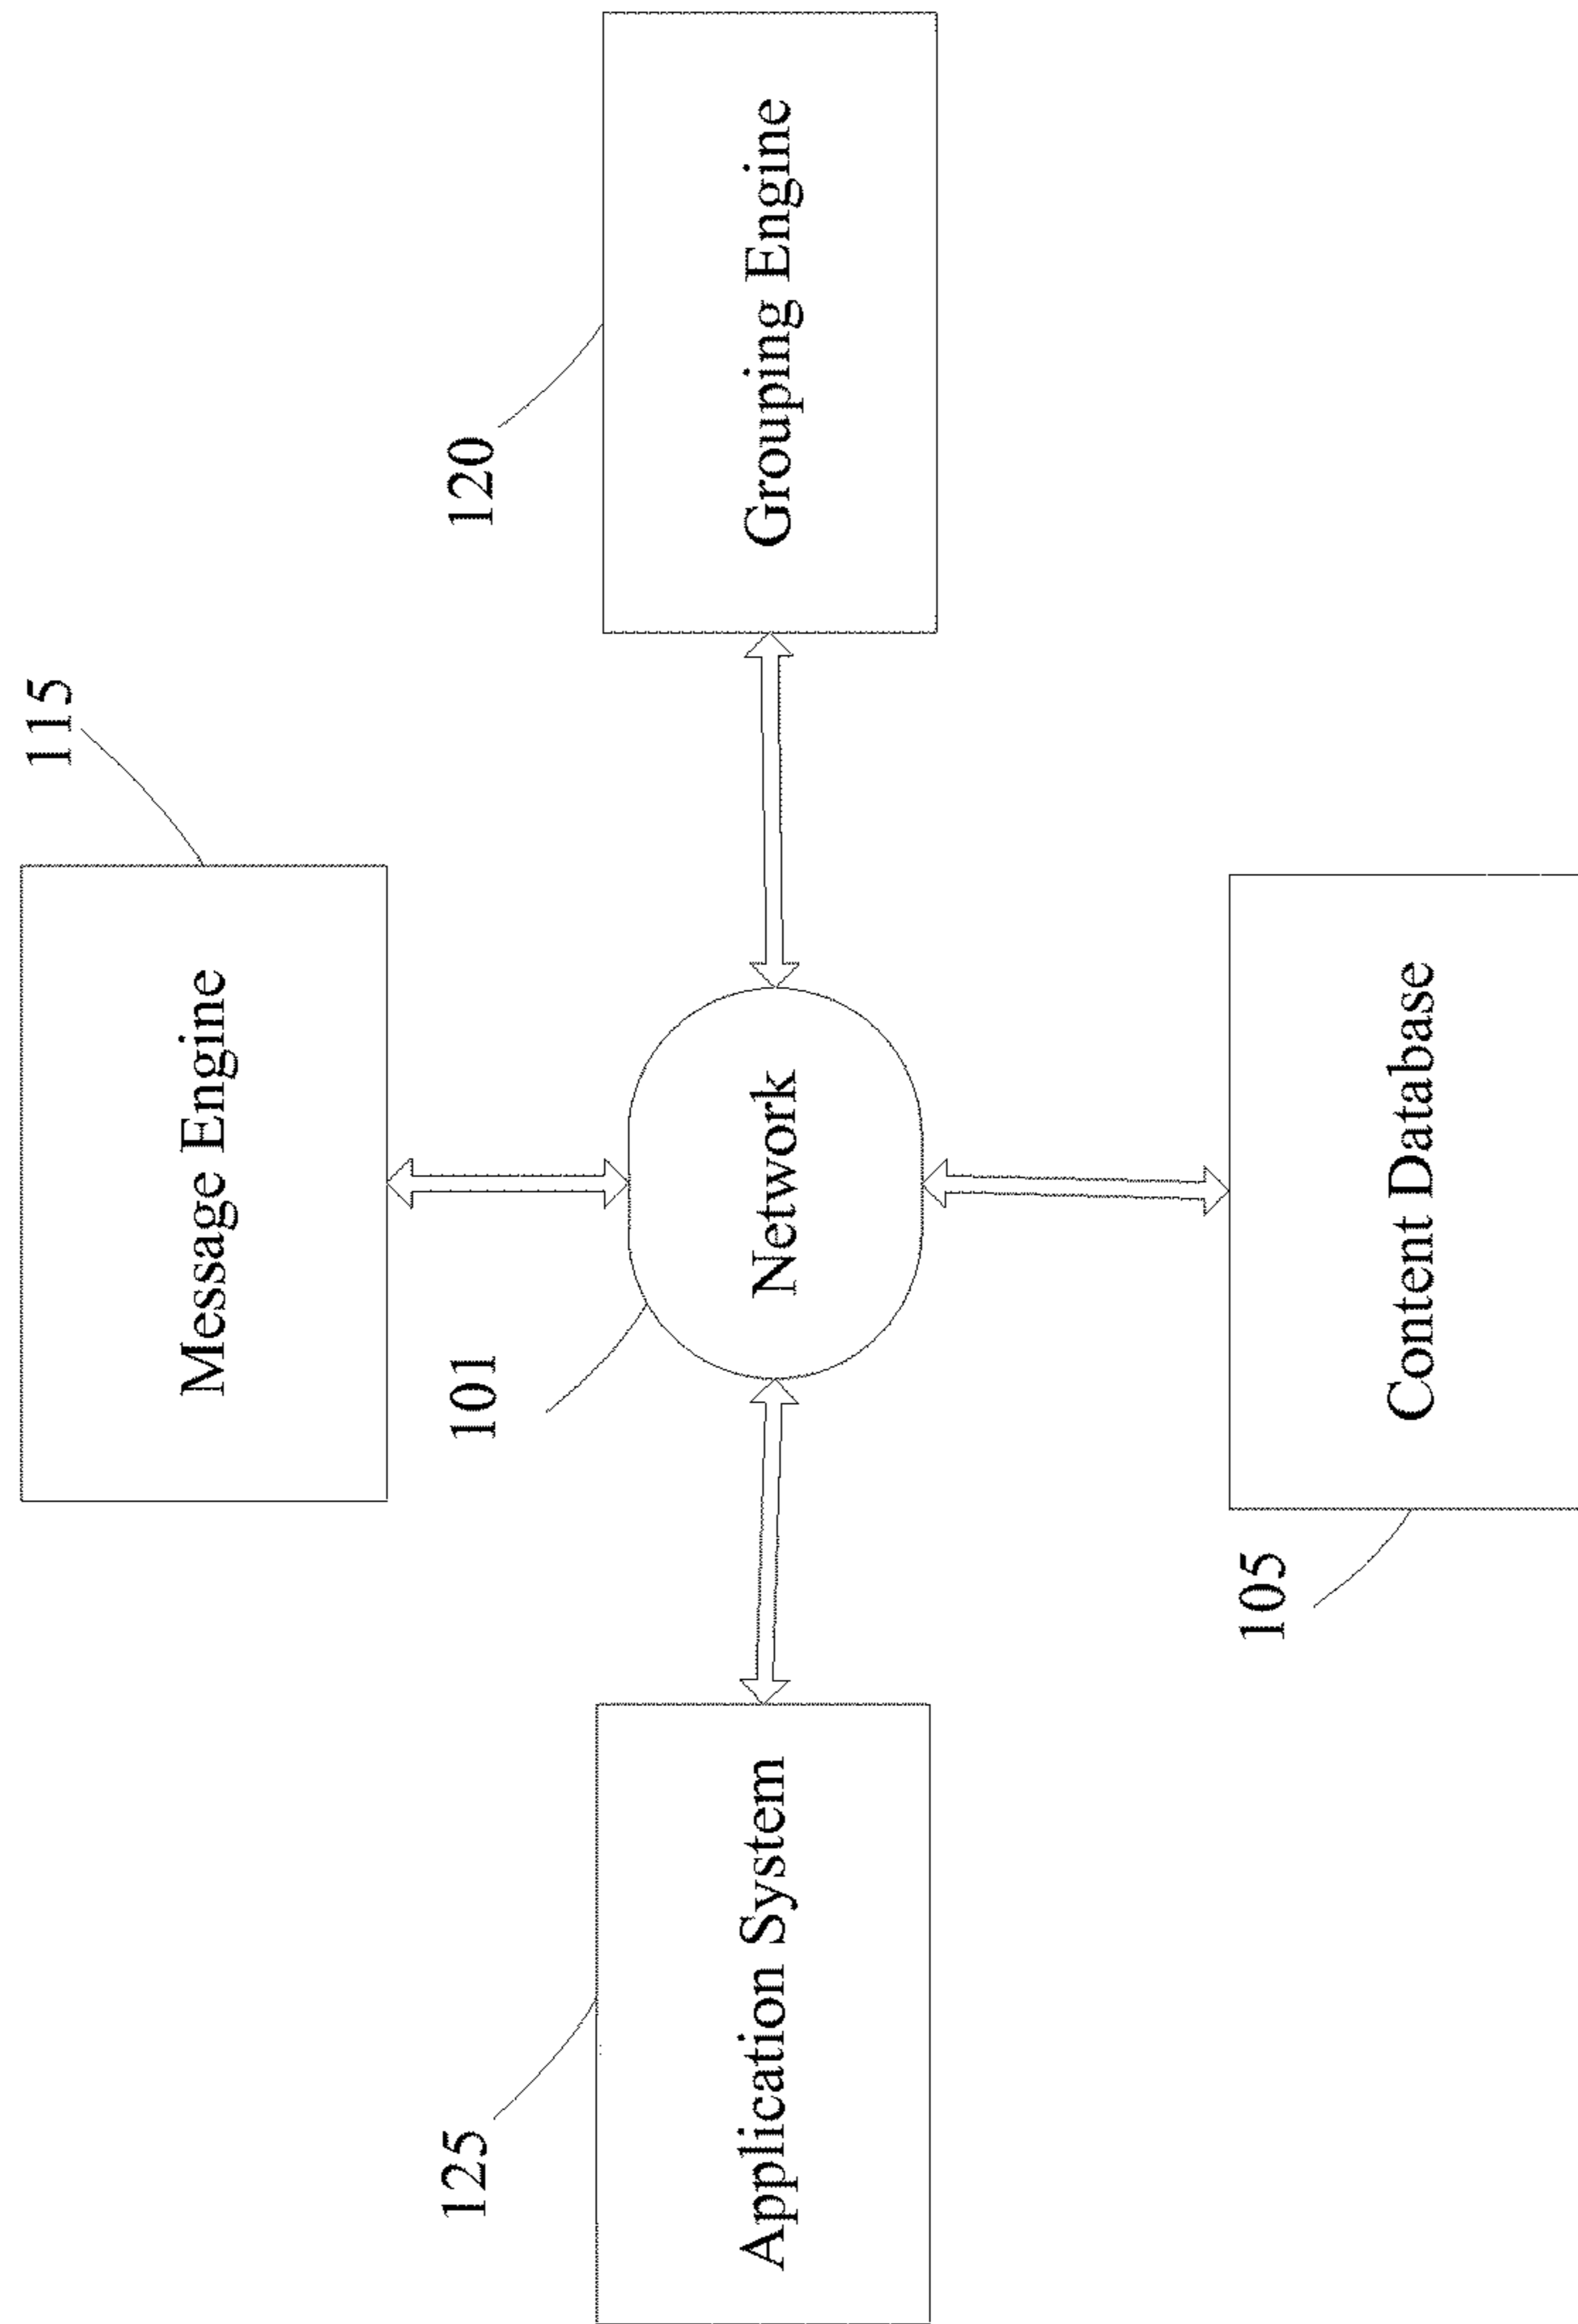 115
Message Engine
120
Grouping Engine
101
Network
125
Application System
105
Content Database